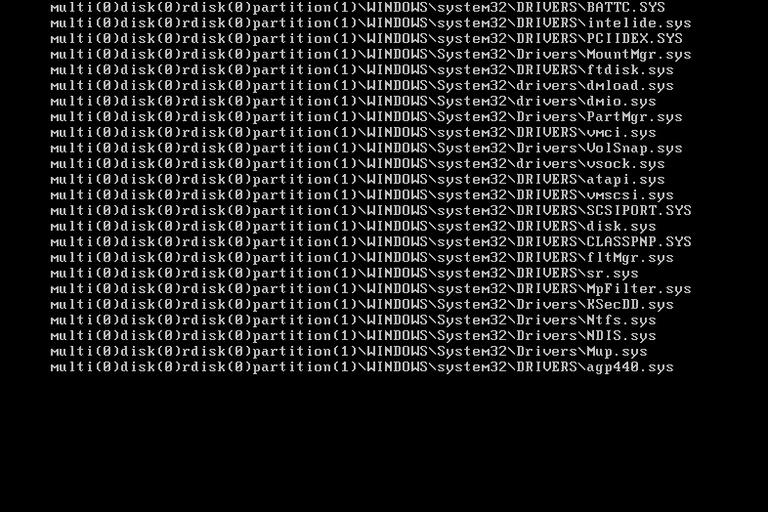 multi(0)disk(0)rdisk(0)partition(1)\WINDOWS\system32\DRIVERS\BATTC.SYS
multi(0)disk(0)rdisk(0)partition(1)\WINDOWS\system32\DRIVERS\intelide.sys
multi(0)disk(0)rdisk(0)partition(1)\WINDOWS\system32\DRIVERS\PCIIDEX.SYS
multi(0)disk(0)rdisk(0)partition(1)\WINDOWS\System32\Drivers\MountMgr.sys
multi(0)disk(0)rdisk(0)partition(1)\WINDOWS\system32\DRIVERS\ftdisk.sys
multi(0)disk(0)rdisk(0)partition(1)\WINDOWS\System32\drivers\dmload.sys
multi(0)disk(0)rdisk(0)partition(1)\WINDOWS\System32\drivers\dmio.sys
multi(0)disk(0)rdisk(0)partition(1)\WINDOWS\System32\Drivers\PartMgr.sys
multi(0)disk(0)rdisk(0)partition(1)\WINDOWS\system32\DRIVERS\vmci.sys
multi(0)disk(0)rdisk(0)partition(1)\WINDOWS\System32\Drivers\VolSnap.sys
multi(0)disk(0)rdisk(0)partition(1)\WINDOWS\system32\drivers\vsock.sys
multi(0)disk(0)rdisk(0)partition(1)\WINDOWS\system32\DRIVERS\atapi.sys
multi(0)disk(0)rdisk(0)partition(1)\WINDOWS\system32\DRIVERS\vmscsi.sys
multi(0)disk(0)rdisk(0)partition(1)\WINDOWS\system32\DRIVERS\SCSIPORT.SYS
multi(0)disk(0)rdisk(0)partition(1)\WINDOWS\system32\DRIVERS\disk.sys
multi(0)disk(0)rdisk(0)partition(1)\WINDOWS\system32\DRIVERS\CLASSPNP.SYS
multi(0)disk(0)rdisk(0)partition(1)\WINDOWS\system32\DRIVERS\fltMgr.sys
multi(0)disk(0)rdisk(0)partition(1)\WINDOWS\system32\DRIVERS\sr.sys
multi(0)disk(0)rdisk(0)partition(1)\WINDOWS\system32\DRIVERS\MpFilter.sys
multi(0)disk(0)rdisk(0)partition(1)\WINDOWS\System32\Drivers\KSecDD.sys
multi(0)disk(0)rdisk(0)partition(1)\WINDOWS\System32\Drivers\Ntfs.sys
multi(0)disk(0)rdisk(0)partition(1)\WINDOWS\System32\Drivers\NDIS.sys
multi(0)disk(0)rdisk(0)partition(1)\WINDOWS\System32\Drivers\Mup.sys
multi(0)disk(0)rdisk(0)partition(1)\WINDOWS\system32\DRIVERS\agp440.sys